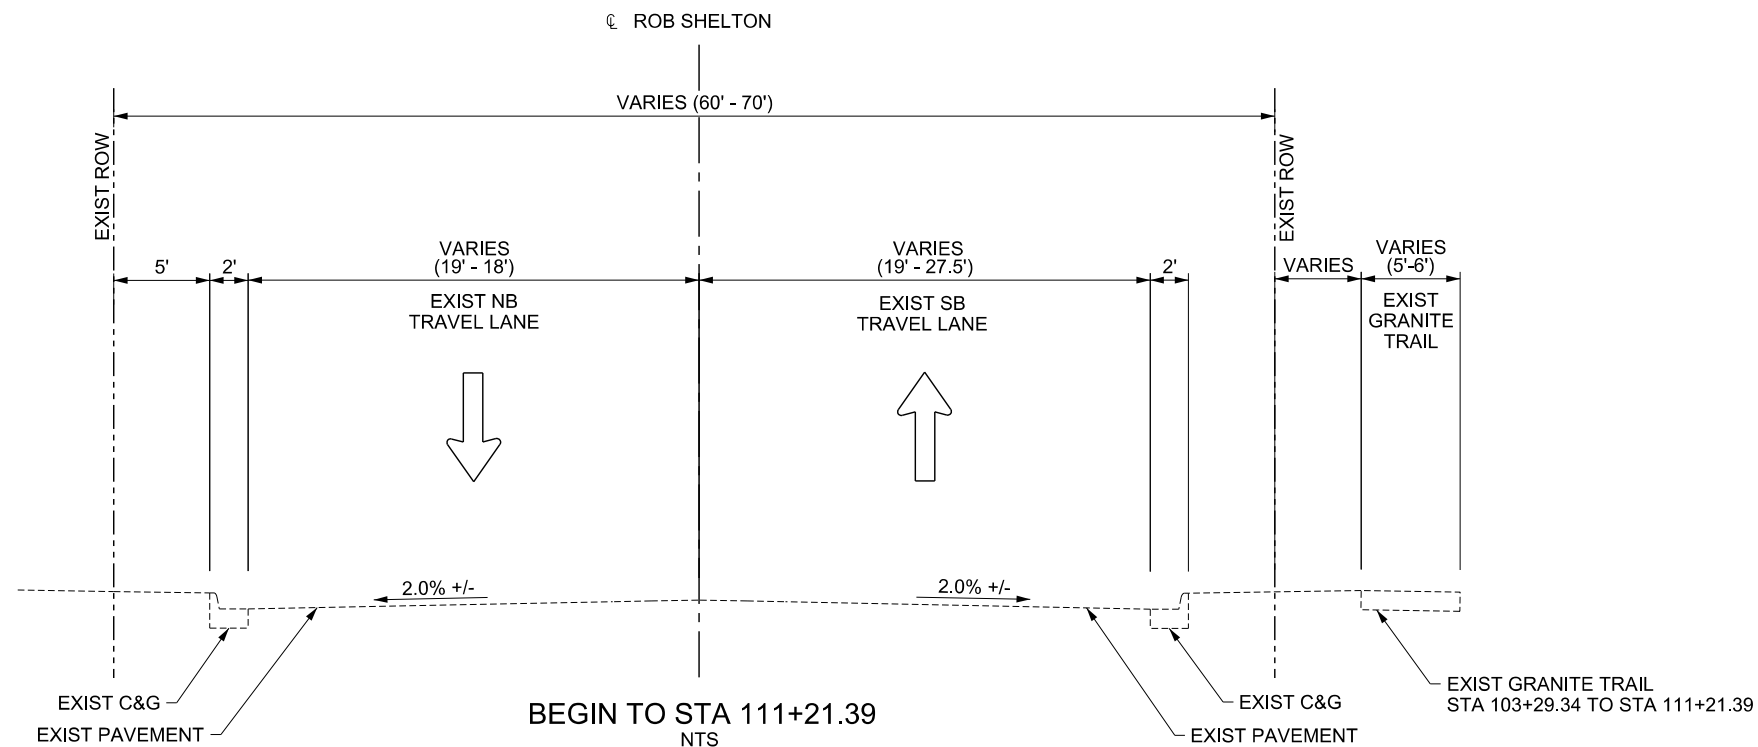 ℄ ROB SHELTON
VARIES (60' - 70')
EXIST ROW
EXIST ROW
5'
2'
VARIES
(19' - 18')
VARIES
(19' - 27.5')
2'
VARIES
VARIES
(5'-6')
EXIST NB
TRAVEL LANE
EXIST SB
TRAVEL LANE
EXIST
GRANITE
TRAIL
2.0% +/-
2.0% +/-
EXIST C&G
EXIST PAVEMENT
BEGIN TO STA 111+21.39
NTS
EXIST C&G
EXIST PAVEMENT
EXIST GRANITE TRAIL
STA 103+29.34 TO STA 111+21.39